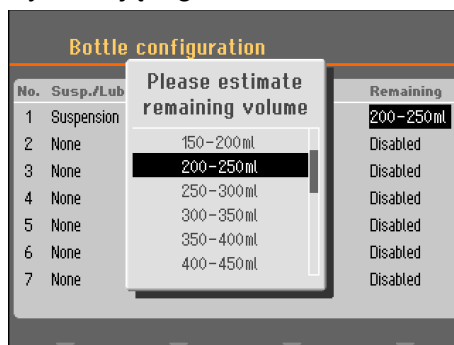 Bottle configuration
No. Susp./Lub Remaining
Please estimate
remaining volume
1 Suspension 200-250ml
2 None Disabled
3 None Disabled
4 None Disabled
5 None Disabled
6 None Disabled
7 None Disabled
150-200ml
200-250ml
250-300ml
300-350ml
350-400ml
400-450ml